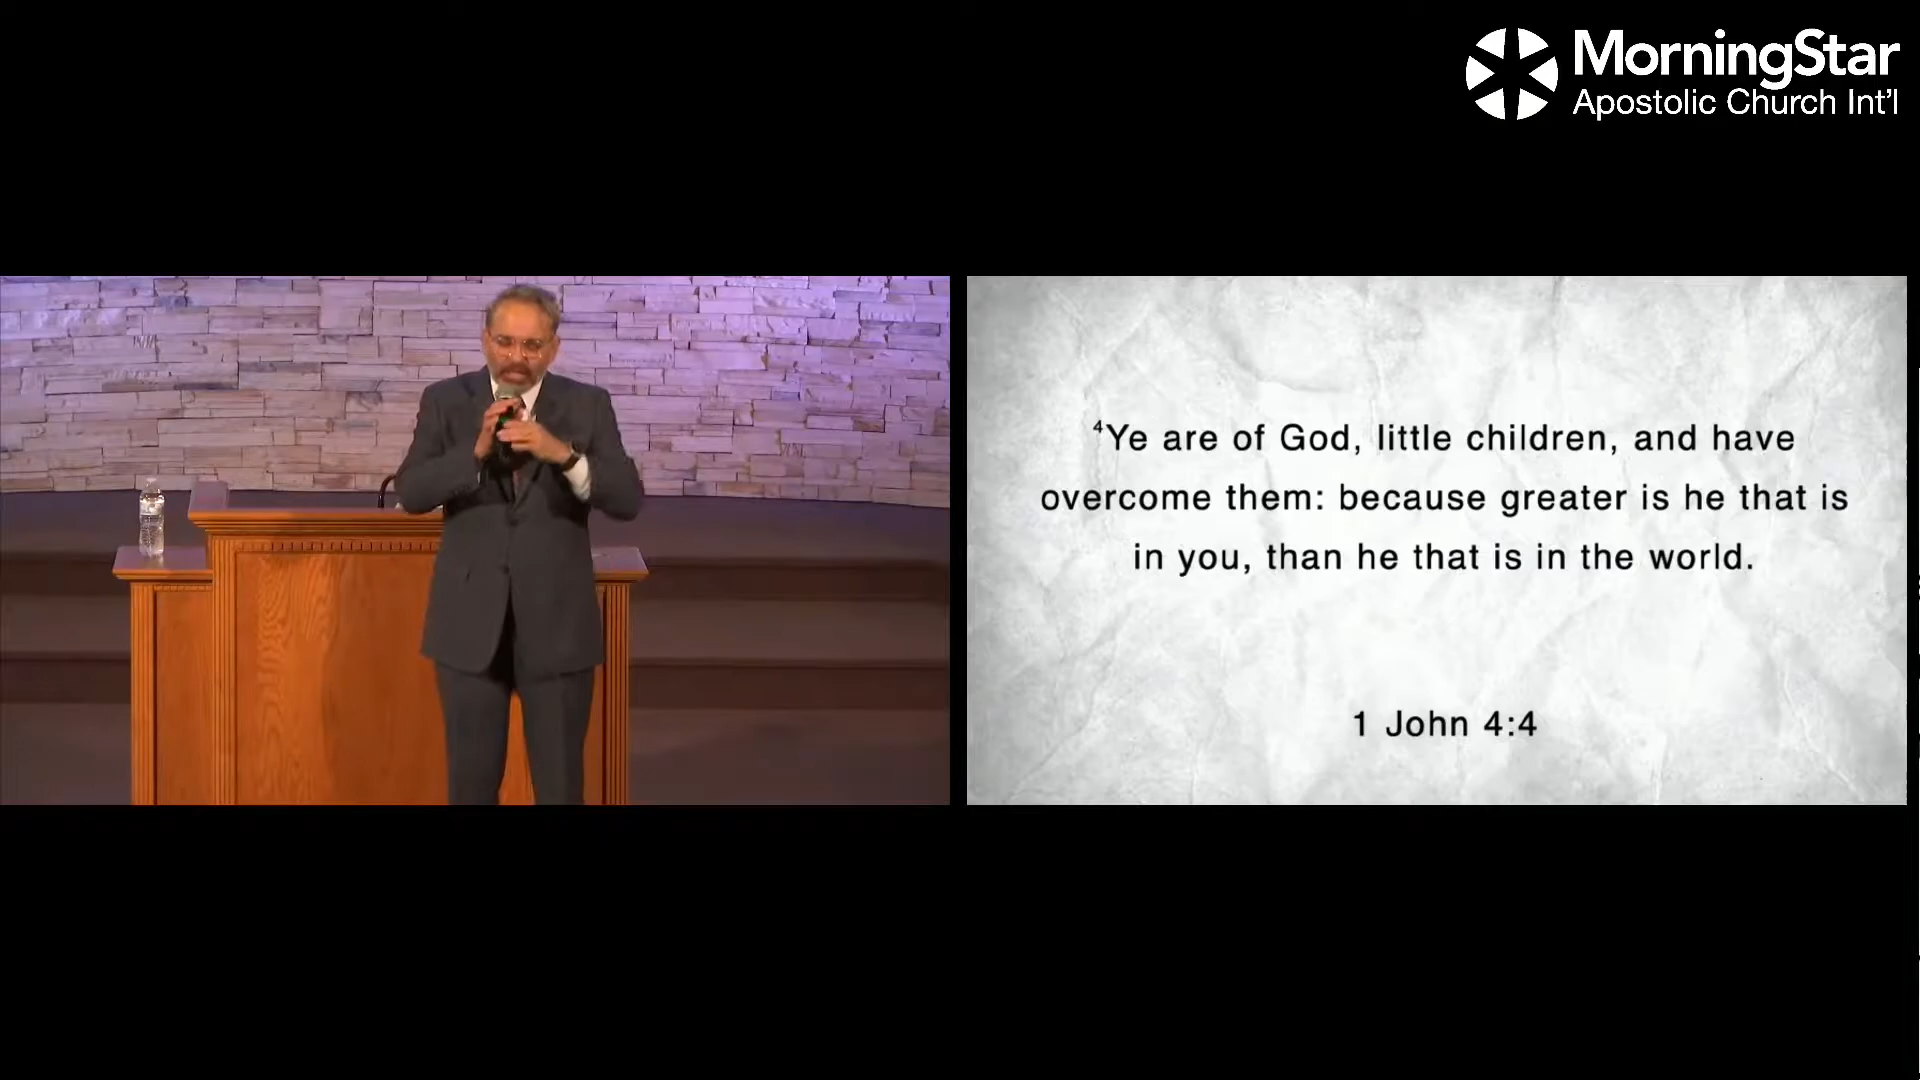 MorningStar
Apostolic Church Int'l
⁴Ye are of God, little children, and have
overcome them: because greater is he that is
in you, than he that is in the world.
1 John 4:4